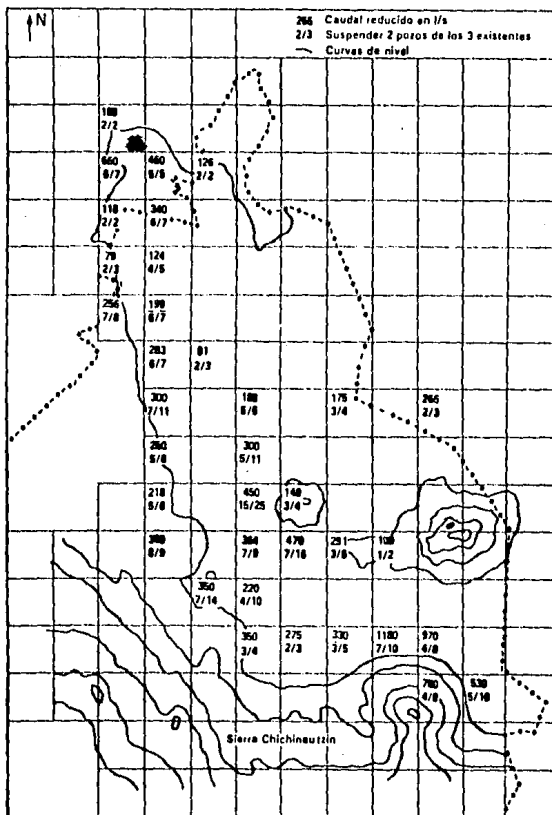 N
266 Caudal reducido en l/s
2/3 Suspender 2 pozos de los 3 existentes
Curvas de nivel
188
2/2
660 460 126
6/7 5/5 2/2
118 340
2/2 6/7
79 124
2/3 4/5
256 199
7/8 6/7
283 81
6/7 2/3
300 188 175 265
7/11 6/6 3/4 2/3
260 300
5/6 5/11
218 450 148
5/6 15/25 3/4
384 470 291 108
8/9 7/9 7/16 3/6 1/2
350 220
7/14 4/10
350 275 330 1180 970
3/4 2/3 3/5 7/10 4/8
780 530
4/8 5/10
Sierra Chichinautzin